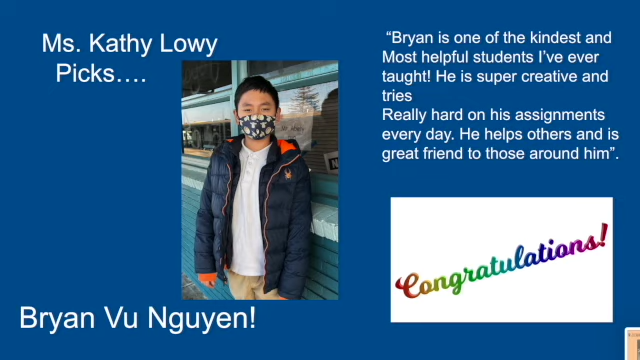 Ms. Kathy Lowy
Picks….
“Bryan is one of the kindest and
Most helpful students I’ve ever
taught! He is super creative and
tries
Really hard on his assignments
every day. He helps others and is
great friend to those around him”.
Congratulations!
Bryan Vu Nguyen!